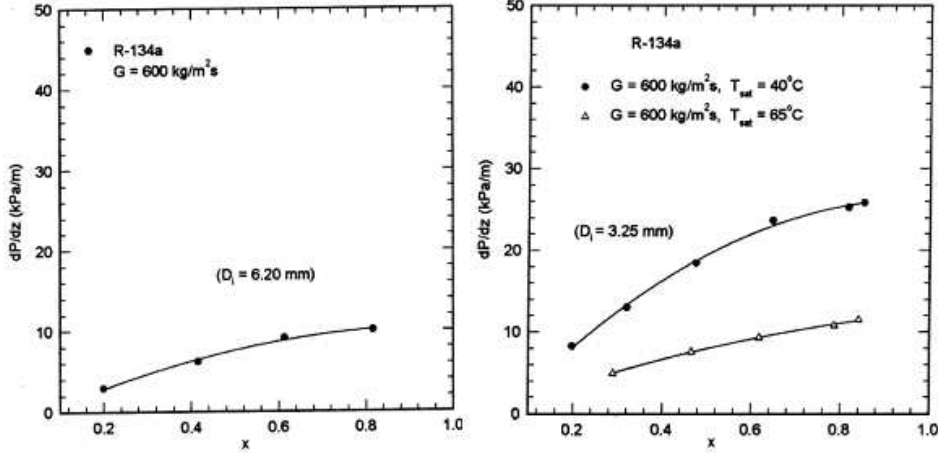 50
40
30
20
10
0
dP/dz (kPa/m)
R-134a
G = 600 kg/m²s
(Dᵢ = 6.20 mm)
0.2
0.4
0.6
0.8
1.0
x
50
40
30
20
10
0
dP/dz (kPa/m)
R-134a
G = 600 kg/m²s, Tₛₐₜ = 40°C
G = 600 kg/m²s, Tₛₐₜ = 65°C
(Dᵢ = 3.25 mm)
0.2
0.4
0.6
0.8
1.0
x